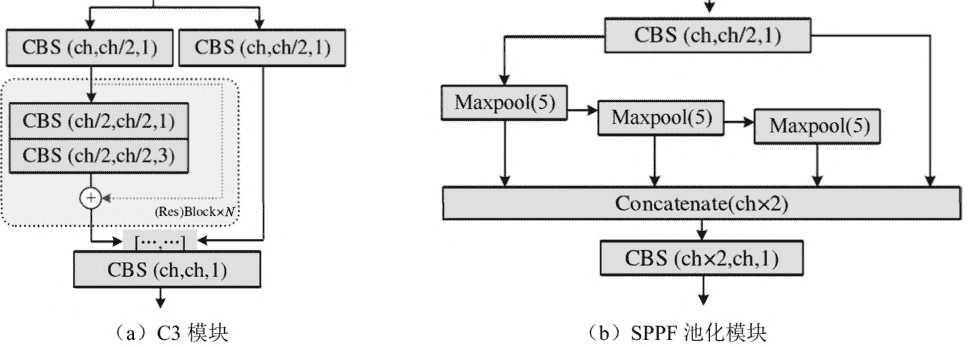 CBS (ch,ch/2,1)
CBS (ch,ch/2,1)
CBS (ch/2,ch/2,1)
CBS (ch/2,ch/2,3)
+
(Res)Block×N
[···,···]
CBS (ch,ch,1)
（a）C3 模块
CBS (ch,ch/2,1)
Maxpool(5)
Maxpool(5)
Maxpool(5)
Concatenate(ch×2)
CBS (ch×2,ch,1)
（b）SPPF 池化模块